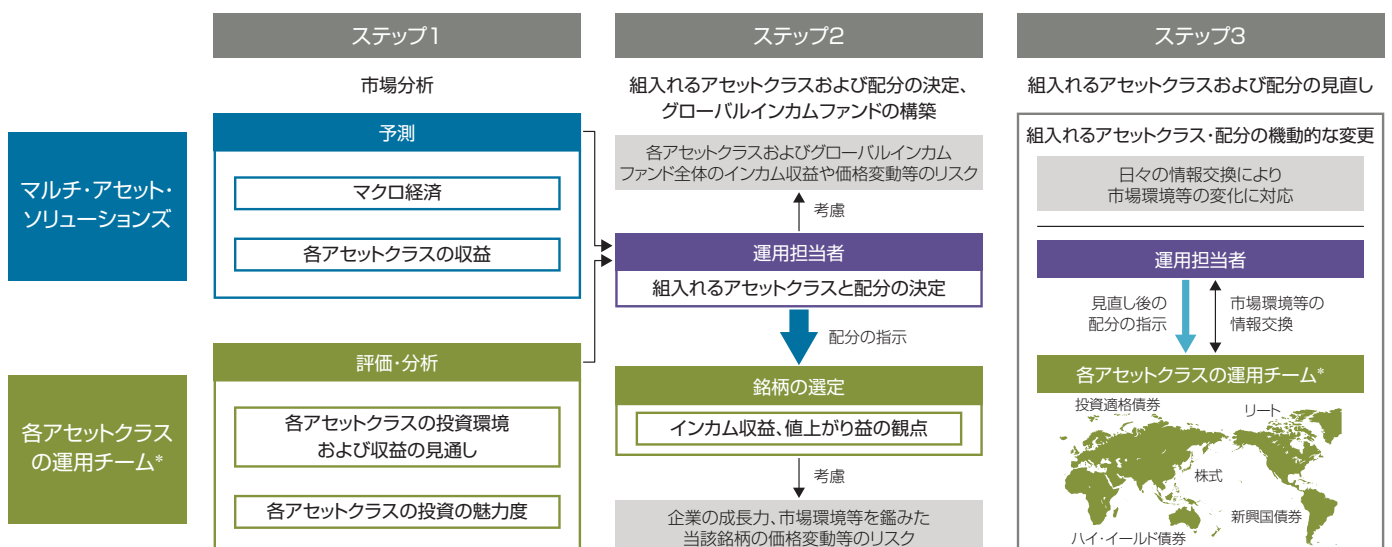 ステップ1
ステップ2
ステップ3
市場分析
組入れるアセットクラスおよび配分の決定、
グローバルインカムファンドの構築
組入れるアセットクラスおよび配分の見直し
マルチ・アセット・
ソリューションズ
予測
マクロ経済
各アセットクラスの収益
各アセットクラスおよびグローバルインカム
ファンド全体のインカム収益や価格変動等のリスク
考慮
運用担当者
組入れるアセットクラスと配分の決定
配分の指示
組入れるアセットクラス・配分の機動的な変更
日々の情報交換により
市場環境等の変化に対応
運用担当者
見直し後の
配分の指示
市場環境等の
情報交換
各アセットクラス
の運用チーム*
評価・分析
各アセットクラスの投資環境
および収益の見通し
各アセットクラスの投資の魅力度
銘柄の選定
インカム収益、値上がり益の観点
考慮
企業の成長力、市場環境等を鑑みた
当該銘柄の価格変動等のリスク
各アセットクラスの運用チーム*
投資適格債券
リート
株式
新興国債券
ハイ・イールド債券